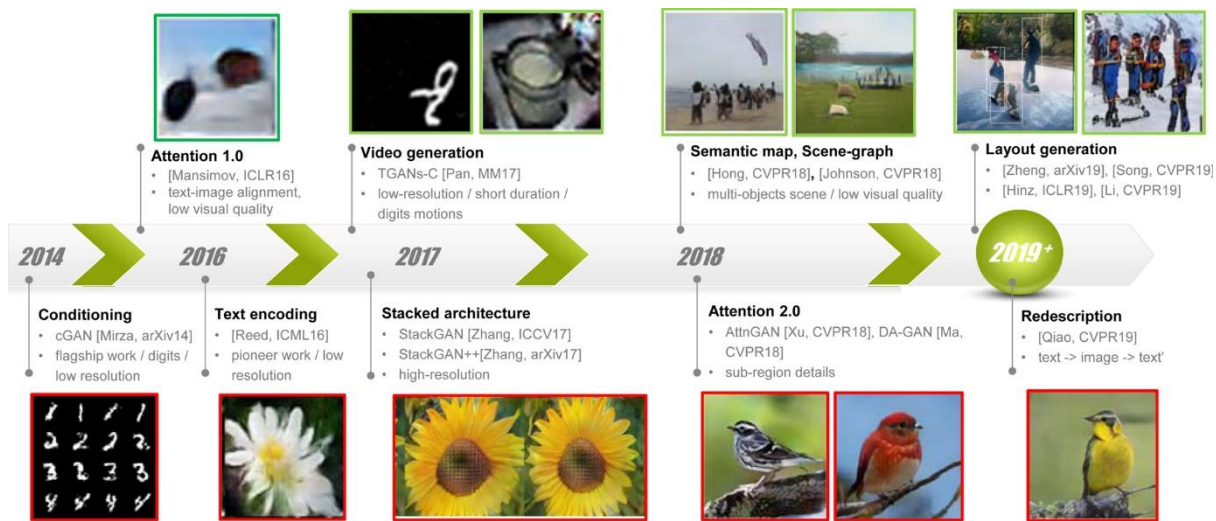 Attention 1.0
• [Mansimov, ICLR16]
• text-image alignment,
low visual quality
Video generation
• TGANs-C [Pan, MM17]
• low-resolution / short duration /
digits motions
Semantic map, Scene-graph
• [Hong, CVPR18], [Johnson, CVPR18]
• multi-objects scene / low visual quality
Layout generation
• [Zheng, arXiv19], [Song, CVPR19]
• [Hinz, ICLR19], [Li, CVPR19]
2014
2016
2017
2018
2019+
Conditioning
• cGAN [Mirza, arXiv14]
• flagship work / digits /
low resolution
Text encoding
• [Reed, ICML16]
• pioneer work / low
resolution
Stacked architecture
• StackGAN [Zhang, ICCV17]
• StackGAN++[Zhang, arXiv17]
• high-resolution
Attention 2.0
• AttnGAN [Xu, CVPR18], DA-GAN [Ma,
CVPR18]
• sub-region details
Redescription
• [Qiao, CVPR19]
• text -> image -> text'